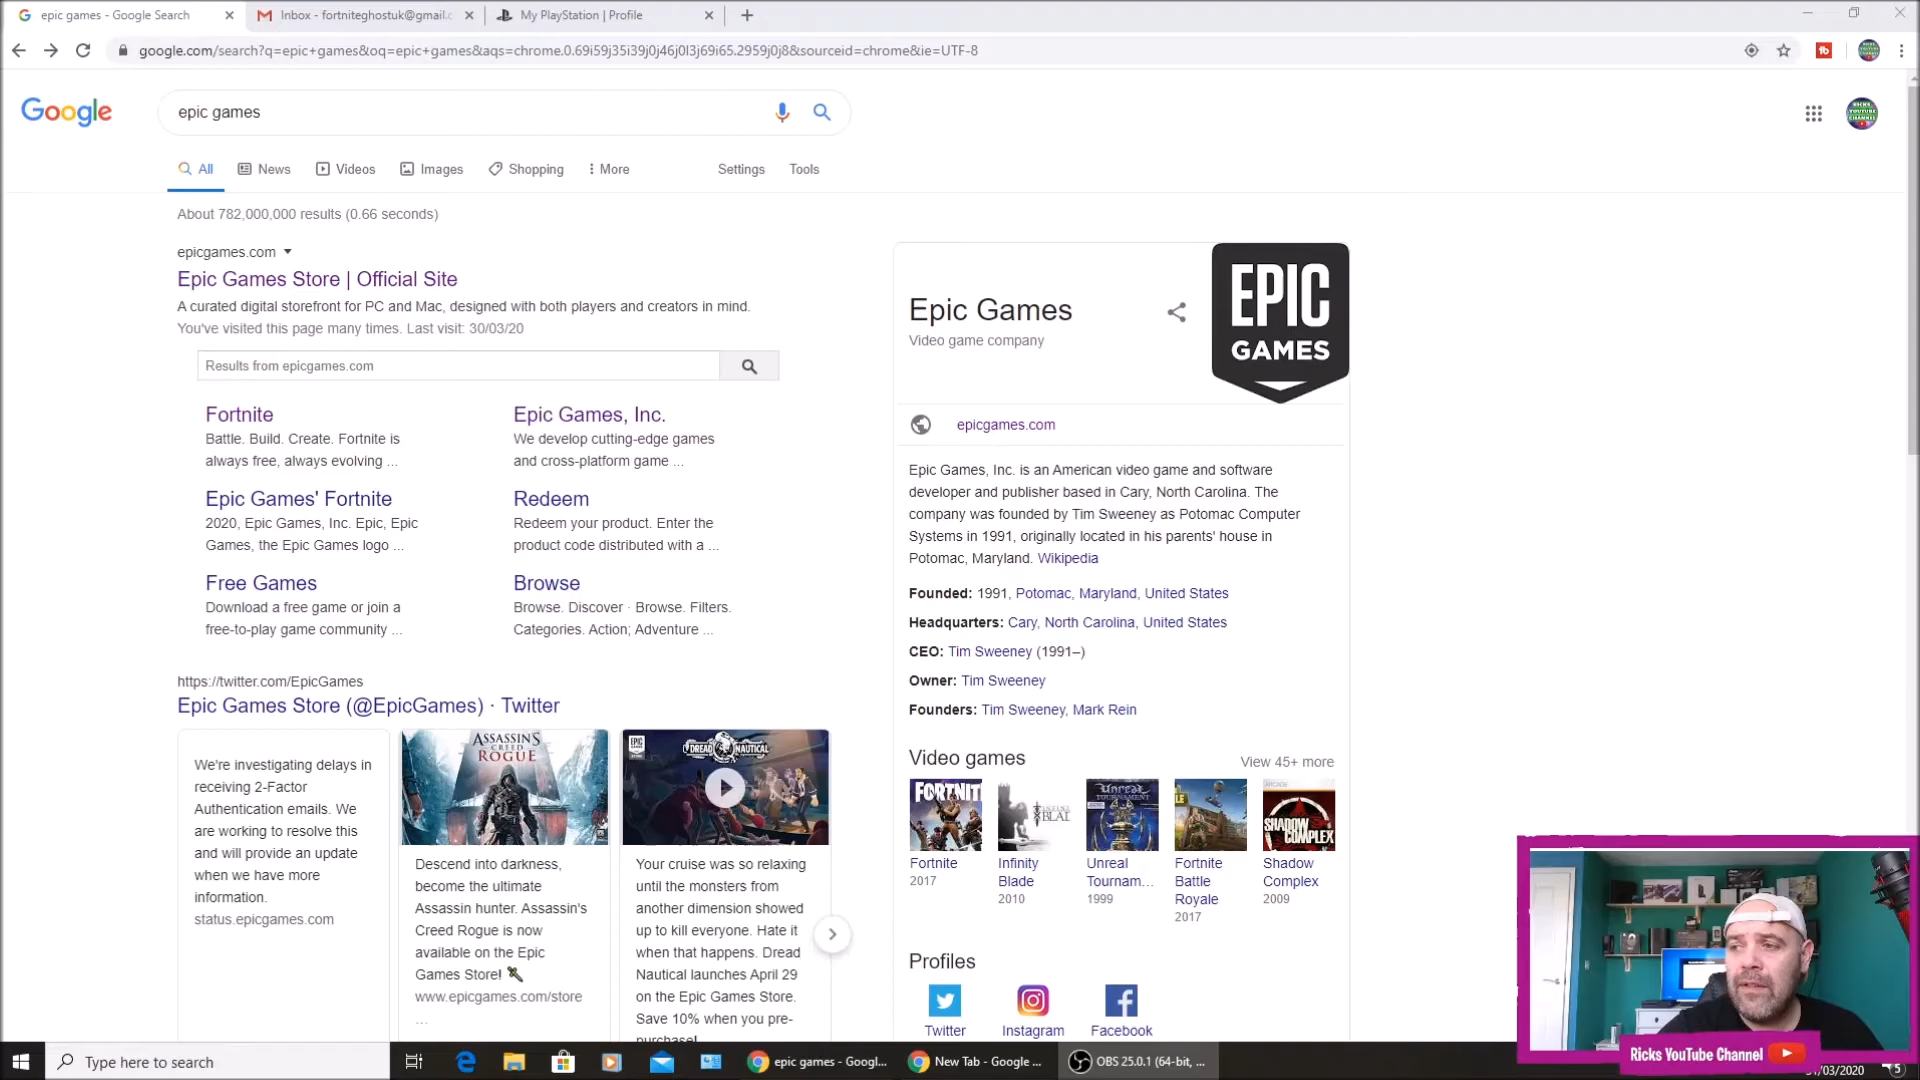 epic games - Google Search
Inbox - fortniteghostuk@gmail.c
My PlayStation | Profile
google.com/search?q=epic+games&oq=epic+games&aqs=chrome.0.69i59j35i39j0j46j0l3j69i65.2959j0j8&sourceid=chrome&ie=UTF-8
Google
epic games
All
News
Videos
Images
Shopping
More
Settings
Tools
About 782,000,000 results (0.66 seconds)
epicgames.com
Epic Games Store | Official Site
A curated digital storefront for PC and Mac, designed with both players and creators in mind.
You've visited this page many times. Last visit: 30/03/20
Results from epicgames.com
Fortnite
Battle. Build. Create. Fortnite is
always free, always evolving ...
Epic Games, Inc.
We develop cutting-edge games
and cross-platform game ...
Epic Games' Fortnite
2020, Epic Games, Inc. Epic, Epic
Games, the Epic Games logo ...
Redeem
Redeem your product. Enter the
product code distributed with a ...
Free Games
Download a free game or join a
free-to-play game community ...
Browse
Browse. Discover · Browse. Filters.
Categories. Action; Adventure ...
https://twitter.com/EpicGames
Epic Games Store (@EpicGames) · Twitter
We're investigating delays in
receiving 2-Factor
Authentication emails. We
are working to resolve this
and will provide an update
when we have more
information.
status.epicgames.com
ASSASSIN'S
CREED
ROGUE
Descend into darkness,
become the ultimate
Assassin hunter. Assassin's
Creed Rogue is now
available on the Epic
Games Store!
www.epicgames.com/store
...
EPIC
GAMES
DREAD NAUTICAL
Your cruise was so relaxing
until the monsters from
another dimension showed
up to kill everyone. Hate it
when that happens. Dread
Nautical launches April 29
on the Epic Games Store.
Save 10% when you pre-
purchase!
Epic Games
Video game company
EPIC
GAMES
epicgames.com
Epic Games, Inc. is an American video game and software
developer and publisher based in Cary, North Carolina. The
company was founded by Tim Sweeney as Potomac Computer
Systems in 1991, originally located in his parents' house in
Potomac, Maryland. Wikipedia
Founded: 1991, Potomac, Maryland, United States
Headquarters: Cary, North Carolina, United States
CEO: Tim Sweeney (1991–)
Owner: Tim Sweeney
Founders: Tim Sweeney, Mark Rein
Video games
View 45+ more
FORTNIT
SHADOW
COMPLEX
Fortnite
2017
Infinity
Blade
2010
Unreal
Tournam...
1999
Fortnite
Battle
Royale
2017
Shadow
Complex
2009
Profiles
Twitter
Instagram
Facebook
Ricks YouTube Channel
Type here to search
epic games - Googl...
New Tab - Google ...
OBS 25.0.1 (64-bit, ...
/03/2020
5